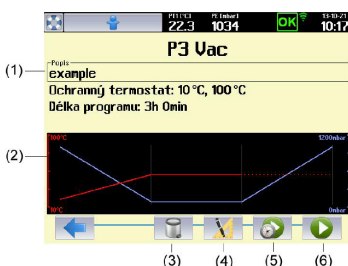 PT1 [°C] PE [mbar] 13-10-21
22.3 1034 OK 10:17
P3 Vac
Popis
(1) example
Ochranný termostat: 10 °C, 100 °C
Délka programu: 3h 0min
100°C 1200mbar
(2)
10°C 0mbar
(3) (4) (5) (6)